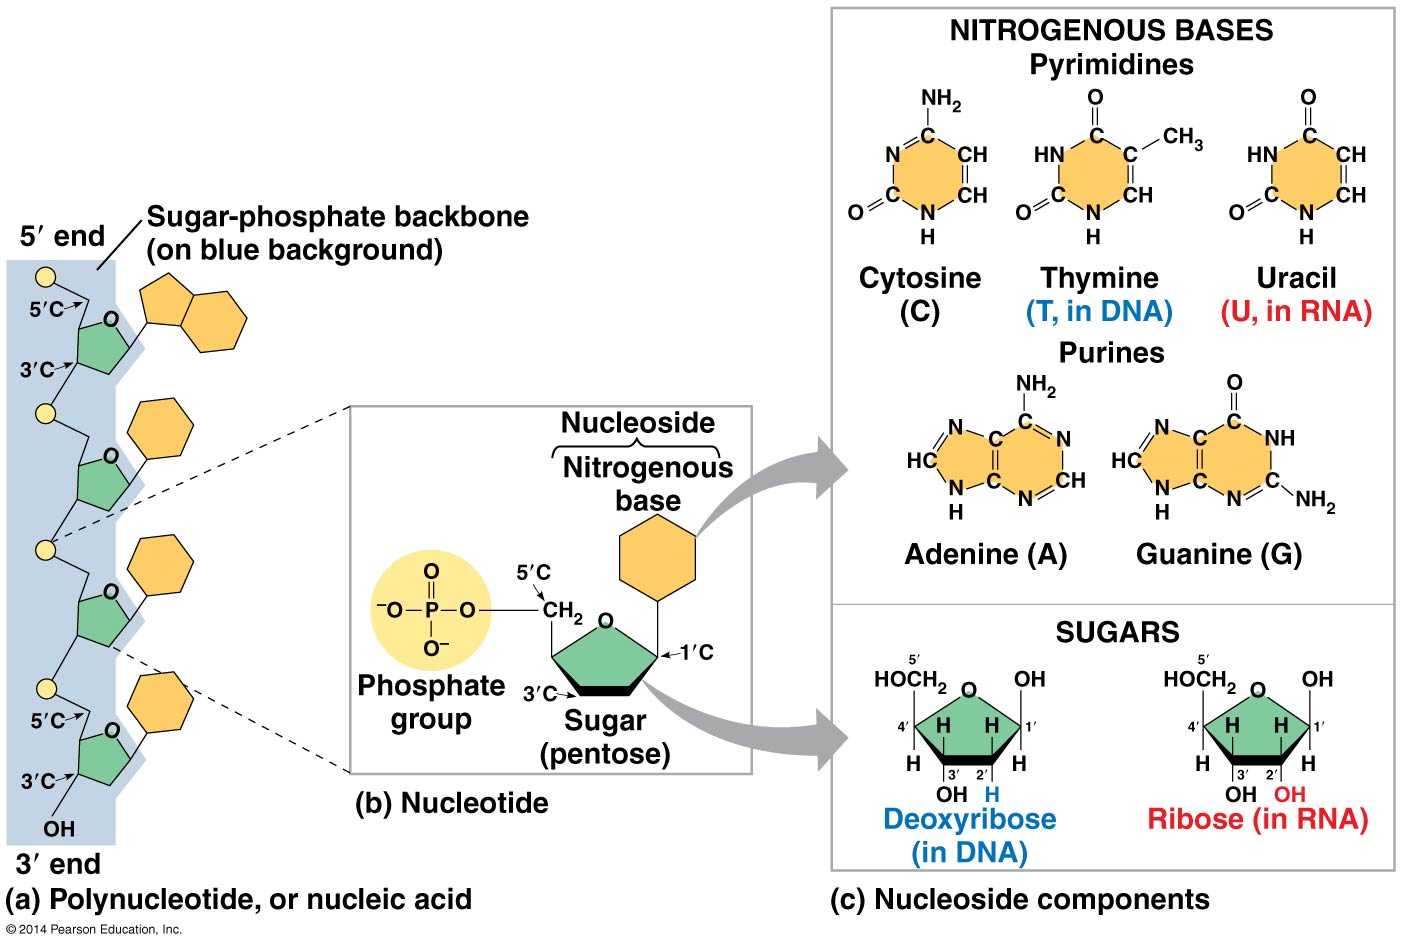 5′ end
Sugar-phosphate backbone
(on blue background)
5′C
O
3′C
O
O
5′C
O
3′C
OH
3′ end
(a) Polynucleotide, or nucleic acid
© 2014 Pearson Education, Inc.
Nucleoside
Nitrogenous
base
O
⁻O P O
O⁻
Phosphate
group
5′C
CH₂
O
1′C
3′C
Sugar
(pentose)
(b) Nucleotide
NITROGENOUS BASES
Pyrimidines
NH₂
C
N CH
C CH
O N
H
Cytosine
(C)
O
C CH₃
HN C
C CH
O N
H
Thymine
(T, in DNA)
O
C
HN CH
C CH
O N
H
Uracil
(U, in RNA)
Purines
NH₂
N C
C N
HC
C CH
N N
H
Adenine (A)
O
N C
C NH
HC
C C
N N NH₂
H
Guanine (G)
SUGARS
5′
HOCH₂ O OH
4′ H H 1′
H 3′ 2′ H
OH H
Deoxyribose
(in DNA)
5′
HOCH₂ O OH
4′ H H 1′
H 3′ 2′ H
OH OH
Ribose (in RNA)
(c) Nucleoside components